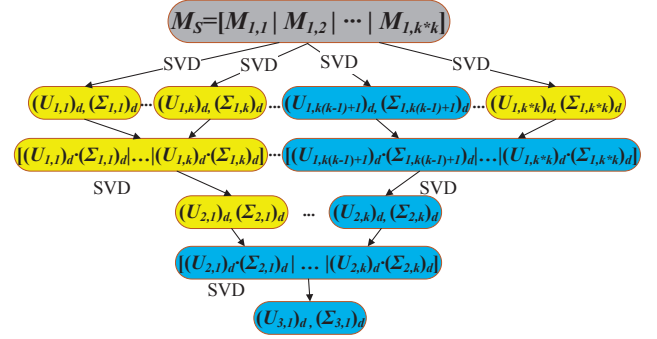 M_S=[M_{1,1} | M_{1,2} | ··· | M_{1,k*k}]
SVD SVD SVD SVD
(U_{1,1})_d, (Σ_{1,1})_d ... (U_{1,k})_d, (Σ_{1,k})_d ... (U_{1,k(k-1)+1})_d, (Σ_{1,k(k-1)+1})_d ... (U_{1,k*k})_d, (Σ_{1,k*k})_d
[(U_{1,1})_d·(Σ_{1,1})_d|...|(U_{1,k})_d·(Σ_{1,k})_d] ... [(U_{1,k(k-1)+1})_d·(Σ_{1,k(k-1)+1})_d|...|(U_{1,k*k})_d·(Σ_{1,k*k})_d]
SVD SVD
(U_{2,1})_d, (Σ_{2,1})_d ... (U_{2,k})_d, (Σ_{2,k})_d
[(U_{2,1})_d·(Σ_{2,1})_d | ... |(U_{2,k})_d·(Σ_{2,k})_d]
SVD
(U_{3,1})_d, (Σ_{3,1})_d